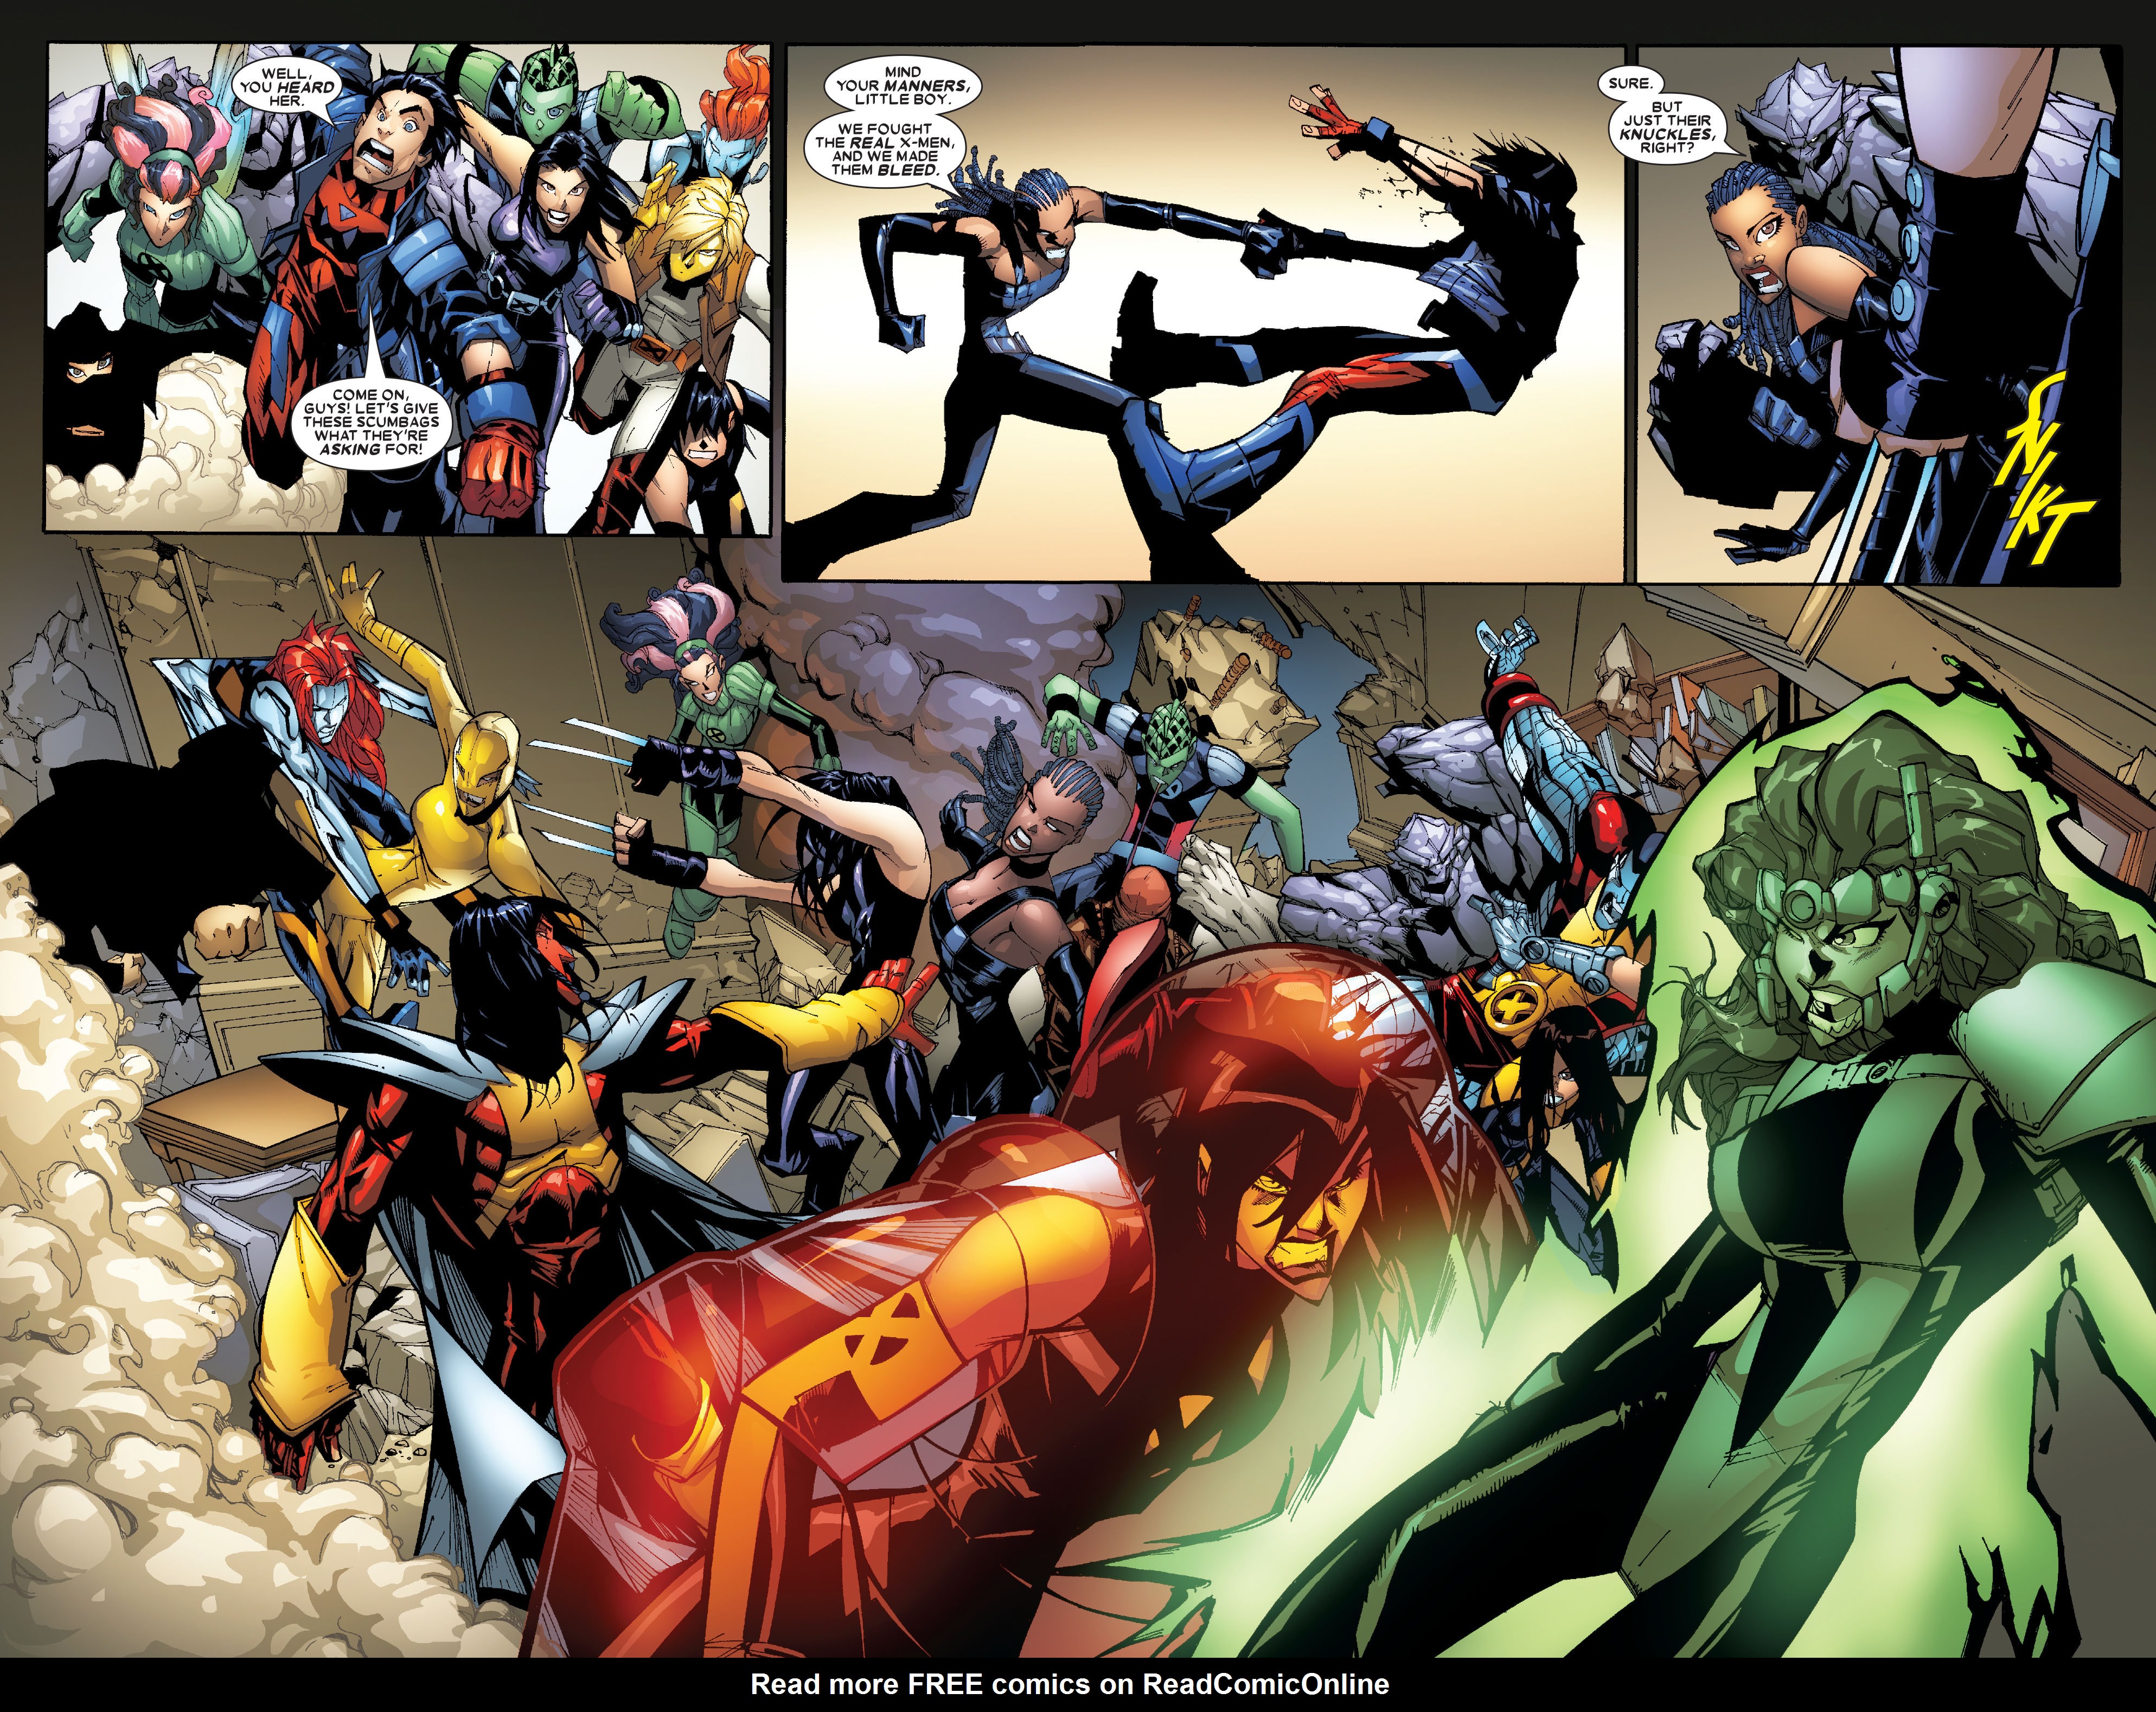 WELL,
YOU HEARD
HER.
COME ON,
GUYS! LET'S GIVE
THESE SCUMBAGS
WHAT THEY'RE
ASKING FOR!
MIND
YOUR MANNERS,
LITTLE BOY.
WE FOUGHT
THE REAL X-MEN,
AND WE MADE
THEM BLEED.
SURE.
BUT
JUST THEIR
KNUCKLES,
RIGHT?
SNIKT
Read more FREE comics on ReadComicOnline